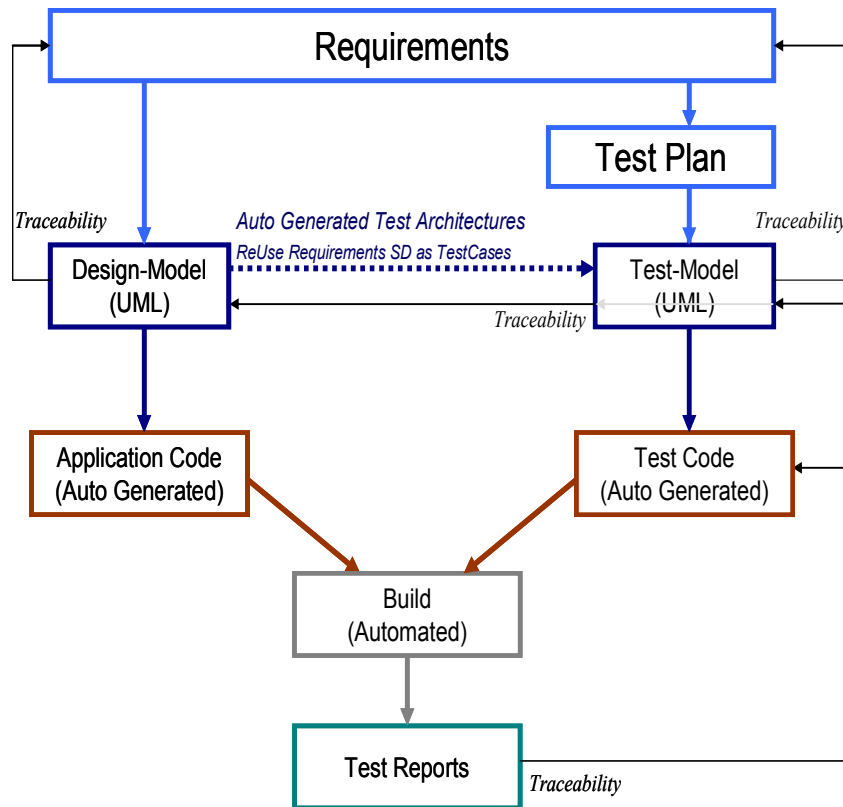 Requirements
Test Plan
Traceability
Auto Generated Test Architectures
Traceability
ReUse Requirements SD as TestCases
Design-Model
(UML)
Test-Model
(UML)
Traceability
Application Code
(Auto Generated)
Test Code
(Auto Generated)
Build
(Automated)
Test Reports
Traceability